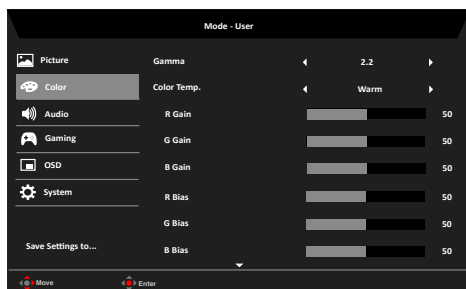 Mode - User
Picture
Gamma 2.2
Color
Color Temp. Warm
Audio
R Gain 50
Gaming
G Gain 50
OSD
B Gain 50
System
R Bias 50
G Bias 50
Save Settings to...
B Bias 50
Move Enter